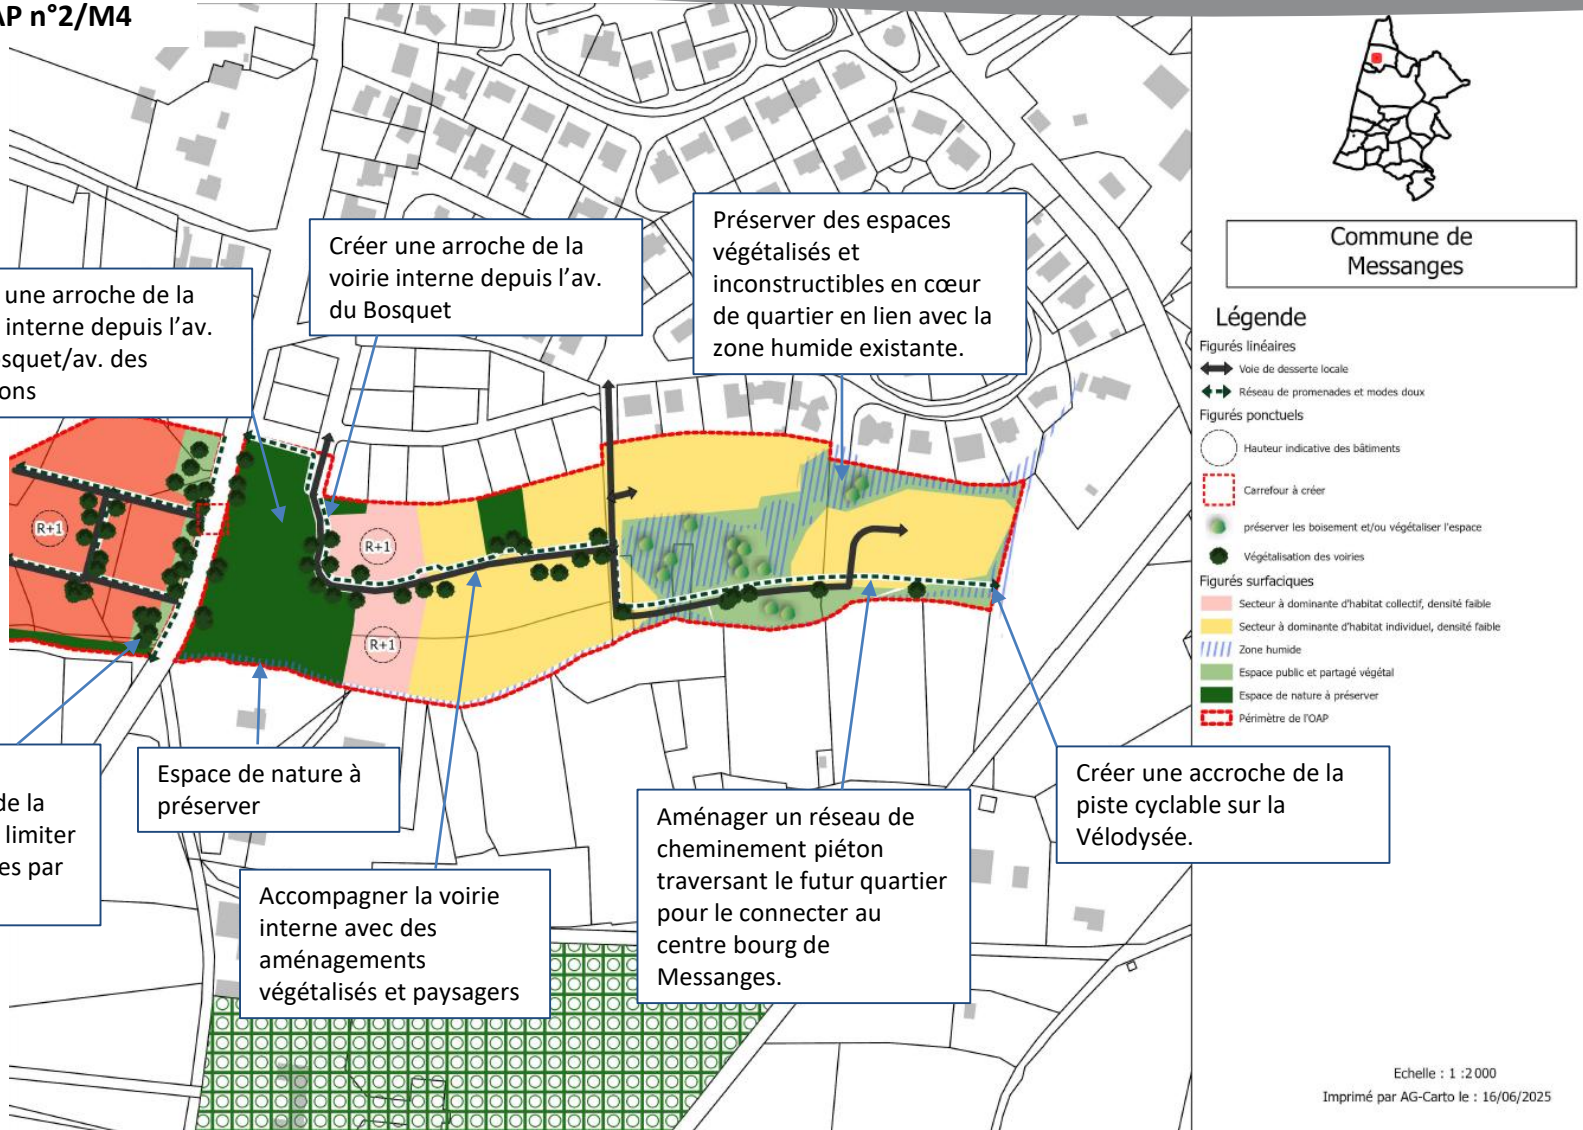 AP n°2/M4
Préserver des espaces
végétalisés et
inconstructibles en cœur
de quartier en lien avec la
zone humide existante.
Créer une arroche de la
voirie interne depuis l’av.
du Bosquet
une arroche de la
interne depuis l’av.
squet/av. des
ons
R+1
R+1
R+1
de la
limiter
es par
Espace de nature à
préserver
Accompagner la voirie
interne avec des
aménagements
végétalisés et paysagers
Aménager un réseau de
cheminement piéton
traversant le futur quartier
pour le connecter au
centre bourg de
Messanges.
Créer une accroche de la
piste cyclable sur la
Vélodysée.
Commune de
Messanges
Légende
Figurés linéaires
Voie de desserte locale
Réseau de promenades et modes doux
Figurés ponctuels
Hauteur indicative des bâtiments
Carrefour à créer
préserver les boisement et/ou végétaliser l'espace
Végétalisation des voiries
Figurés surfaciques
Secteur à dominante d'habitat collectif, densité faible
Secteur à dominante d'habitat individuel, densité faible
Zone humide
Espace public et partagé végétal
Espace de nature à préserver
Périmètre de l'OAP
Echelle : 1 :2 000
Imprimé par AG-Carto le : 16/06/2025